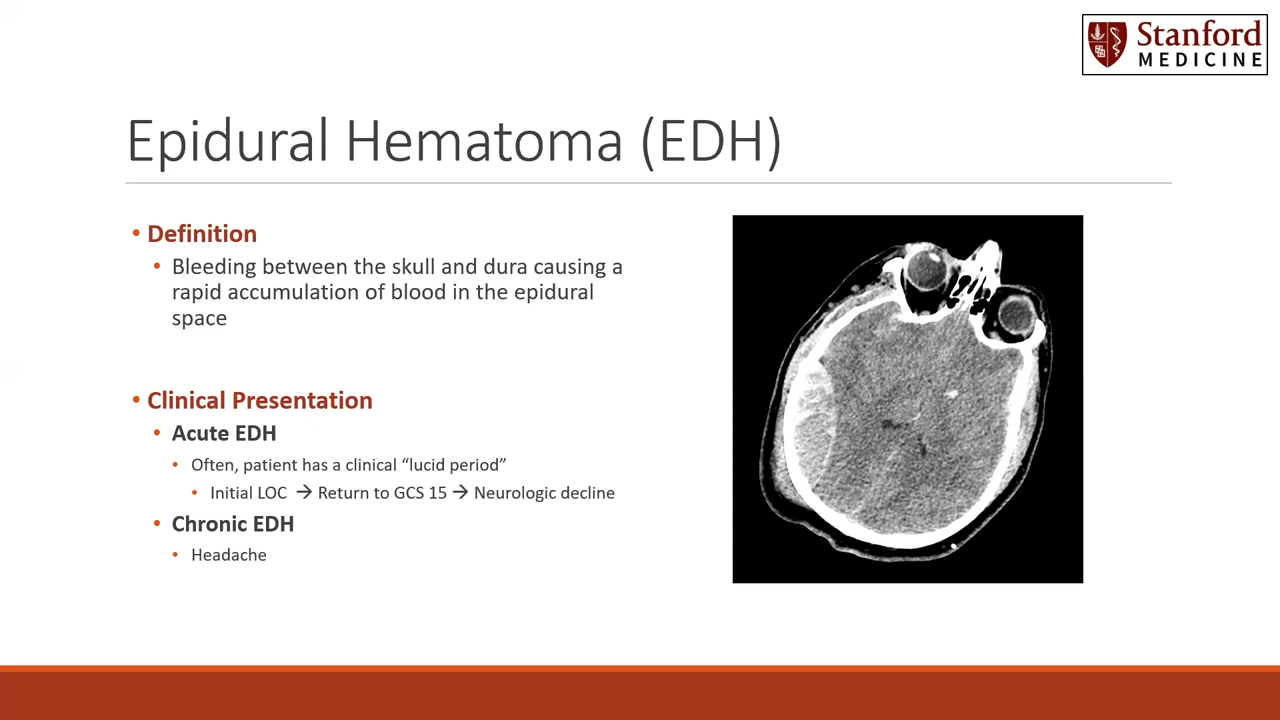 Stanford
MEDICINE
Epidural Hematoma (EDH)
• Definition
• Bleeding between the skull and dura causing a
rapid accumulation of blood in the epidural
space
• Clinical Presentation
• Acute EDH
• Often, patient has a clinical “lucid period”
• Initial LOC → Return to GCS 15 → Neurologic decline
• Chronic EDH
• Headache